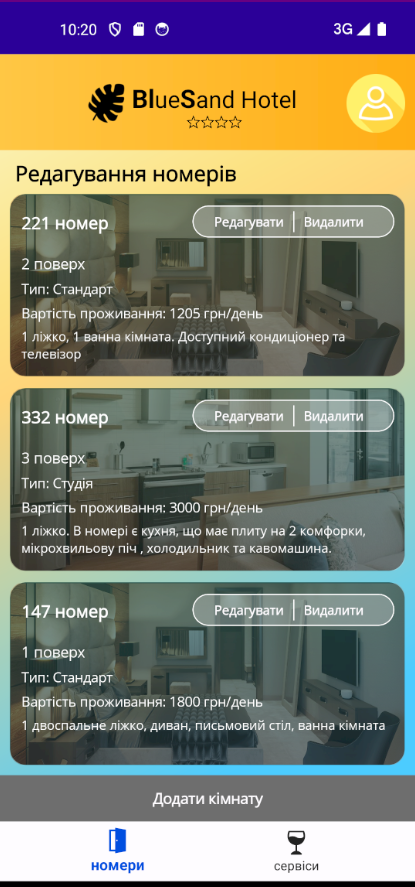 10:20
3G
BlueSand Hotel
Редагування номерів
221 номер
Редагувати | Видалити
2 поверх
Тип: Стандарт
Вартість проживання: 1205 грн/день
1 ліжко, 1 ванна кімната. Доступний кондиціонер та
телевізор
332 номер
Редагувати | Видалити
3 поверх
Тип: Студія
Вартість проживання: 3000 грн/день
1 ліжко. В номері є кухня, що має плиту на 2 комфорки,
мікрохвильову піч , холодильник та кавомашина.
147 номер
Редагувати | Видалити
1 поверх
Тип: Стандарт
Вартість проживання: 1800 грн/день
1 двоспальне ліжко, диван, письмовий стіл, ванна кімната
Додати кімнату
номери
сервіси